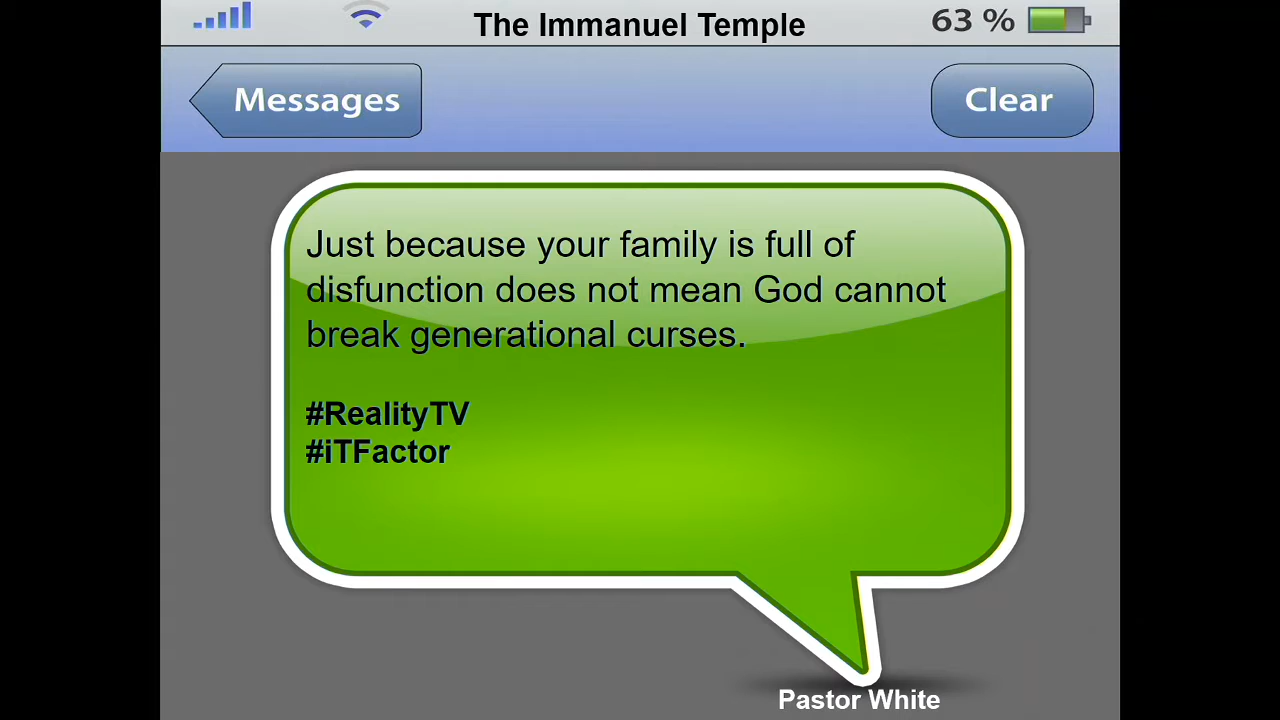 The Immanuel Temple
63 %
Messages
Clear
Just because your family is full of
disfunction does not mean God cannot
break generational curses.
#RealityTV
#iTFactor
Pastor White